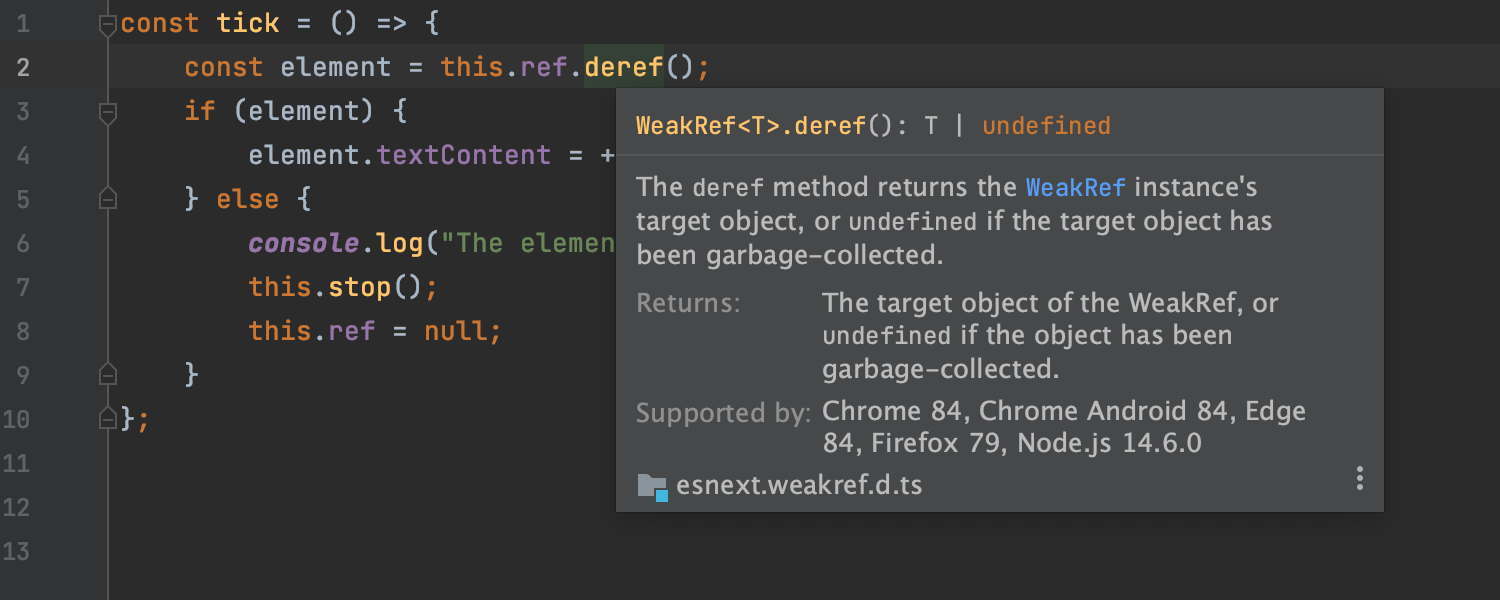 1 const tick = () => {
2 const element = this.ref.deref();
3 if (element) {
4 element.textContent = +
5 } else {
6 console.log("The elemen
7 this.stop();
8 this.ref = null;
9 }
10 };
11
12
13
WeakRef<T>.deref(): T | undefined
The deref method returns the WeakRef instance's
target object, or undefined if the target object has
been garbage-collected.
Returns: The target object of the WeakRef, or
undefined if the object has been
garbage-collected.
Supported by: Chrome 84, Chrome Android 84, Edge
84, Firefox 79, Node.js 14.6.0
esnext.weakref.d.ts